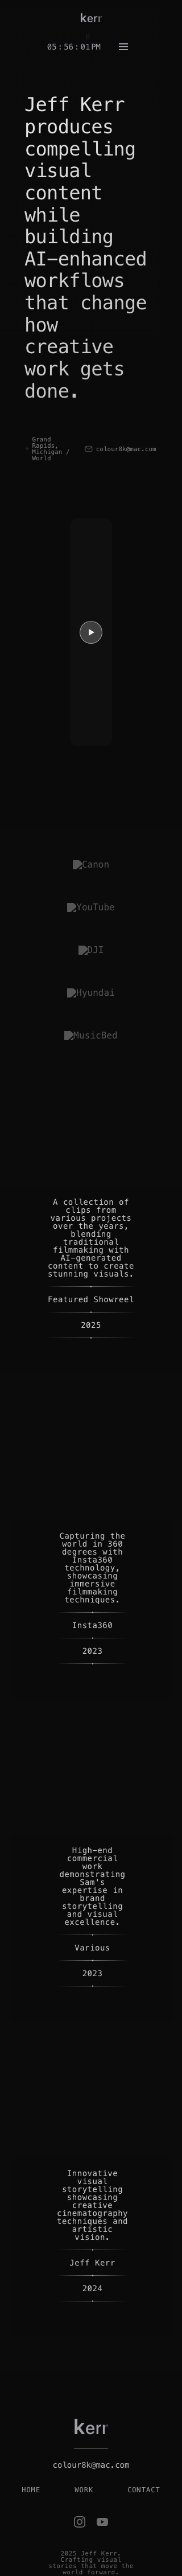 kerr
05:56:01PM
Jeff Kerr
produces
compelling
visual
content
while
building
AI-enhanced
workflows
that change
how
creative
work gets
done.
Grand
Rapids,
Michigan /
World
colour8k@mac.com
Canon
YouTube
DJI
Hyundai
MusicBed
A collection of
clips from
various projects
over the years,
blending
traditional
filmmaking with
AI-generated
content to create
stunning visuals.
Featured Showreel
2025
Capturing the
world in 360
degrees with
Insta360
technology,
showcasing
immersive
filmmaking
techniques.
Insta360
2023
High-end
commercial
work
demonstrating
Sam's
expertise in
brand
storytelling
and visual
excellence.
Various
2023
Innovative
visual
storytelling
showcasing
creative
cinematography
techniques and
artistic
vision.
Jeff Kerr
2024
kerr
colour8k@mac.com
HOME WORK CONTACT
2025 Jeff Kerr.
Crafting visual
stories that move the
world forward.